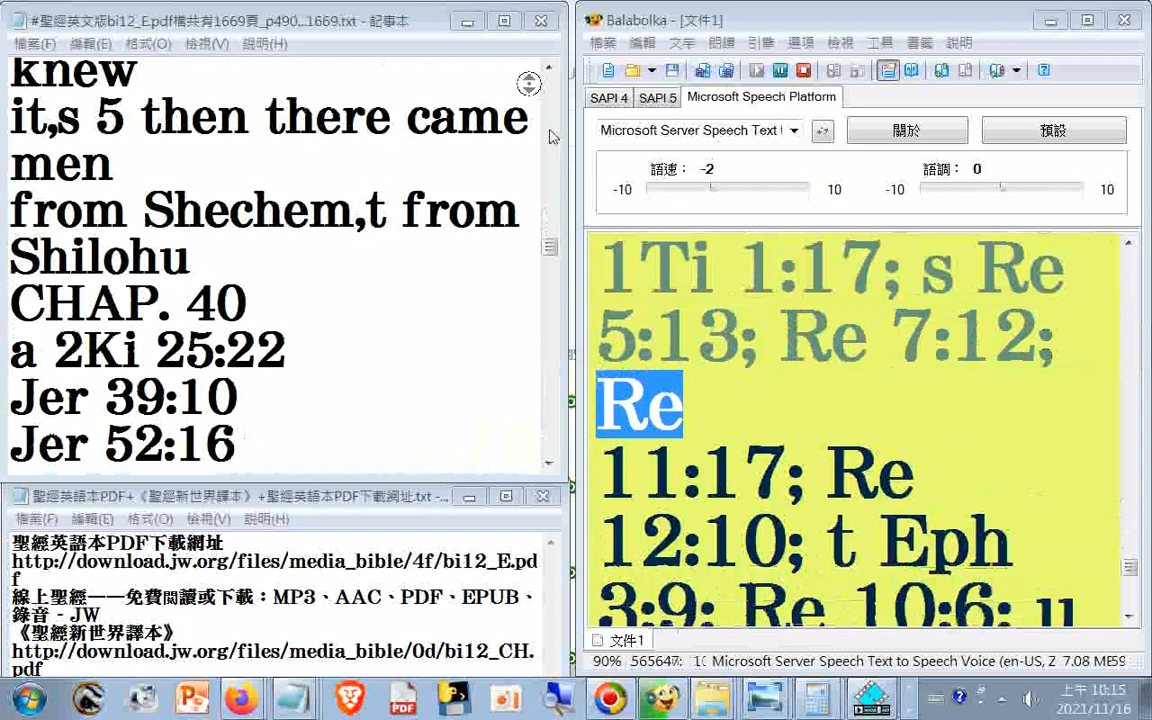 #聖經英文版bi12_E.pdf檔共有1669頁_p490...1669.txt - 記事本
檔案(F) 編輯(E) 格式(O) 檢視(V) 說明(H)
knew
it,s 5 then there came
men
from Shechem,t from
Shilohu
CHAP. 40
a 2Ki 25:22
Jer 39:10
Jer 52:16
聖經英語本PDF+《聖經新世界譯本》+聖經英語本PDF下載網址.txt -...
檔案(F) 編輯(E) 格式(O) 檢視(V) 說明(H)
聖經英語本PDF下載網址
http://download.jw.org/files/media_bible/4f/bi12_E.pd
f
線上聖經——免費閱讀或下載：MP3、AAC、PDF、EPUB、
錄音 - JW
《聖經新世界譯本》
http://download.jw.org/files/media_bible/0d/bi12_CH.
pdf
Balabolka - [文件1]
檔案 編輯 文字 朗讀 引擎 選項 檢視 工具 書籤 說明
SAPI 4 SAPI 5 Microsoft Speech Platform
Microsoft Server Speech Text 關於 預設
語速： -2 語調： 0
-10 10 -10 10
1Ti 1:17; s Re
5:13; Re 7:12;
Re
11:17; Re
12:10; t Eph
3:9; Re 10:6; u
文件1
90% 565647: Microsoft Server Speech Text to Speech Voice (en-US, Z 7.08 ME
上午 10:15
2021/11/16